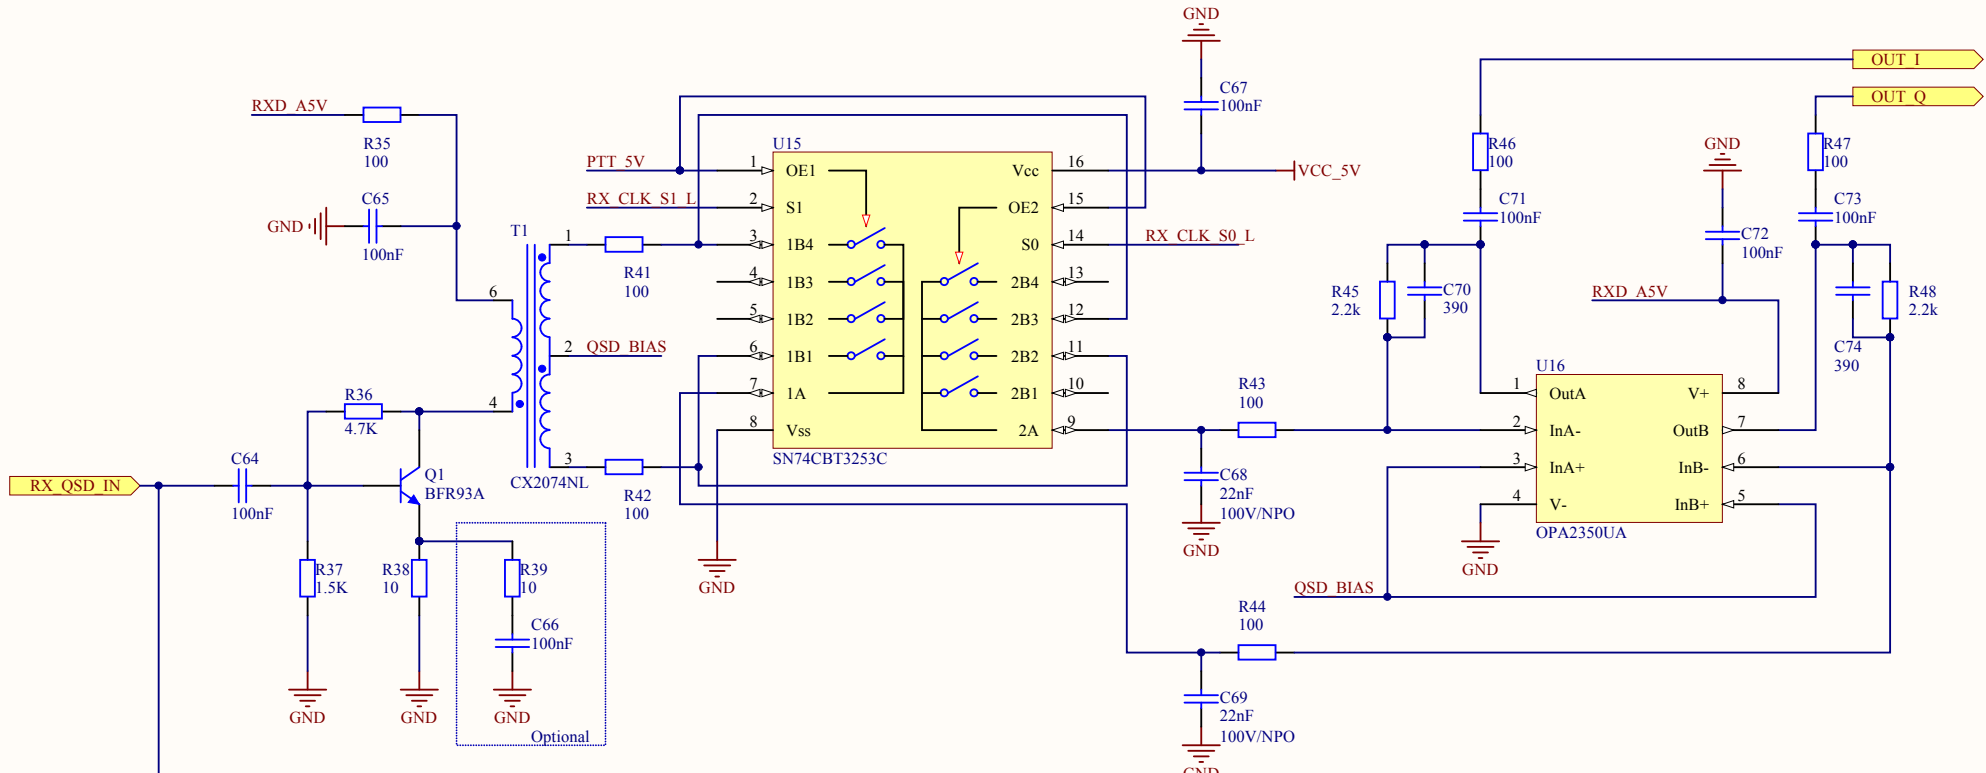 GND
OUT_I
OUT_Q
RXD_A5V
R35
100
C65
GND
100nF
T1
6
4
1
2
3
QSD_BIAS
CX2074NL
R41
100
R42
100
R36
4.7K
C64
100nF
RX_QSD_IN
Q1
BFR93A
R37
1.5K
R38
10
R39
10
C66
100nF
GND
GND
GND
Optional
PTT_5V
RX_CLK_S1_L
U15
1
OE1
2
S1
3
1B4
4
1B3
5
1B2
6
1B1
7
1A
8
Vss
Vcc
16
OE2
15
S0
14
2B4
13
2B3
12
2B2
11
2B1
10
2A
9
SN74CBT3253C
GND
C67
100nF
VCC_5V
RX_CLK_S0_L
R43
100
C68
22nF
100V/NPO
GND
R44
100
C69
22nF
100V/NPO
GND
R46
100
C71
100nF
R45
2.2k
C70
390
GND
C72
100nF
RXD_A5V
R47
100
C73
100nF
R48
2.2k
C74
390
U16
1
OutA
2
InA-
3
InA+
4
V-
V+
8
OutB
7
InB-
6
InB+
5
OPA2350UA
GND
QSD_BIAS